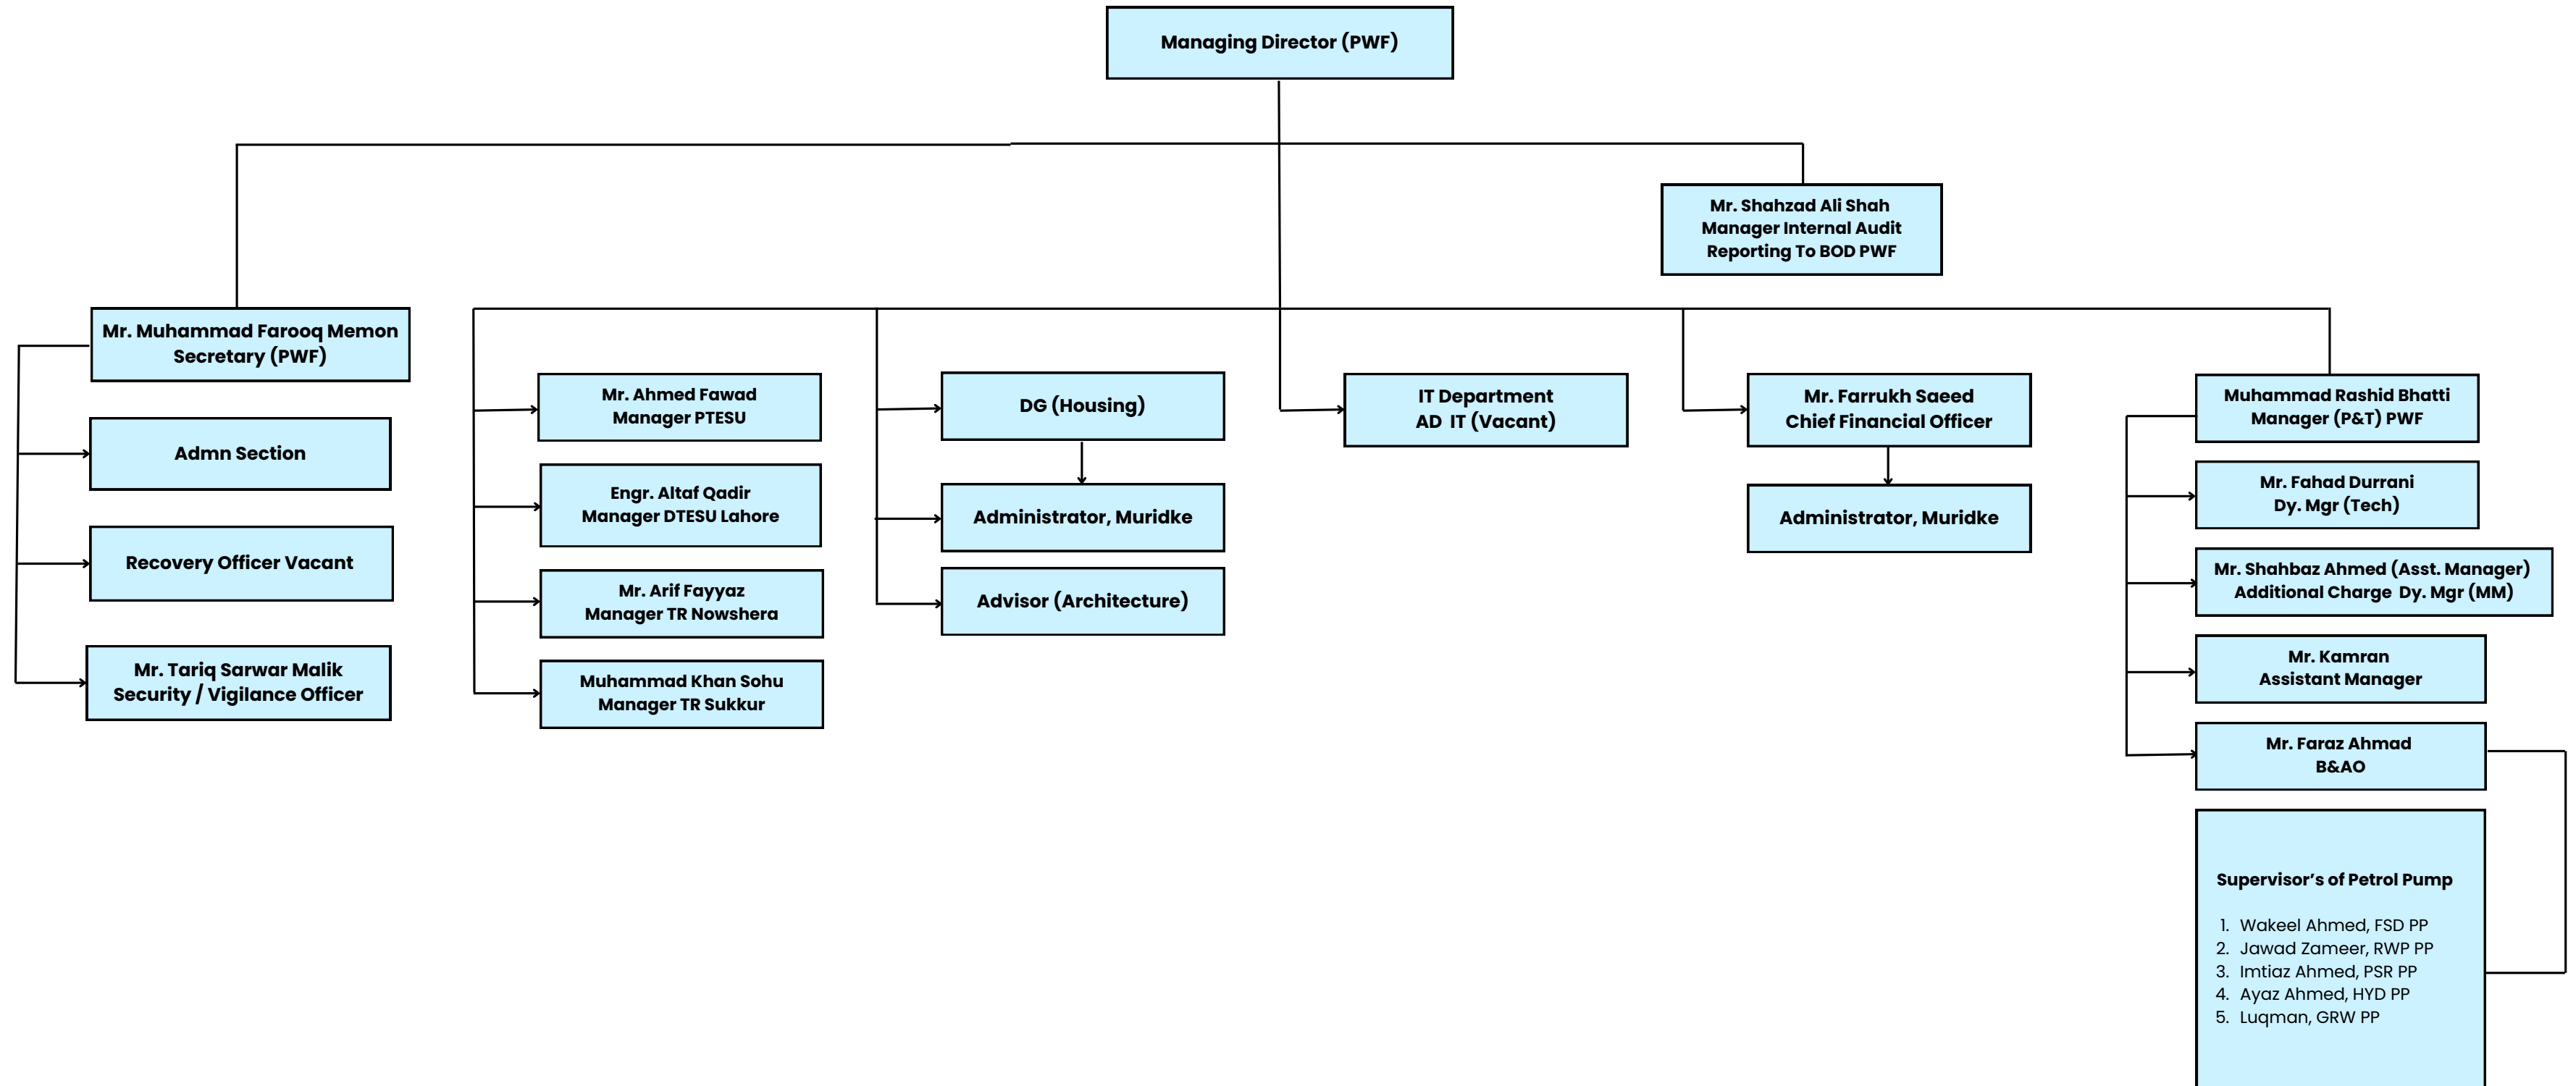 Managing Director (PWF)
Mr. Shahzad Ali Shah
Manager Internal Audit
Reporting To BOD PWF
Mr. Muhammad Farooq Memon
Secretary (PWF)
Admn Section
Recovery Officer Vacant
Mr. Tariq Sarwar Malik
Security / Vigilance Officer
Mr. Ahmed Fawad
Manager PTESU
Engr. Altaf Qadir
Manager DTESU Lahore
Mr. Arif Fayyaz
Manager TR Nowshera
Muhammad Khan Sohu
Manager TR Sukkur
DG (Housing)
Administrator, Muridke
Advisor (Architecture)
IT Department
AD IT (Vacant)
Mr. Farrukh Saeed
Chief Financial Officer
Administrator, Muridke
Muhammad Rashid Bhatti
Manager (P&T) PWF
Mr. Fahad Durrani
Dy. Mgr (Tech)
Mr. Shahbaz Ahmed (Asst. Manager)
Additional Charge Dy. Mgr (MM)
Mr. Kamran
Assistant Manager
Mr. Faraz Ahmad
B&AO
Supervisor’s of Petrol Pump
1. Wakeel Ahmed, FSD PP
2. Jawad Zameer, RWP PP
3. Imtiaz Ahmed, PSR PP
4. Ayaz Ahmed, HYD PP
5. Luqman, GRW PP